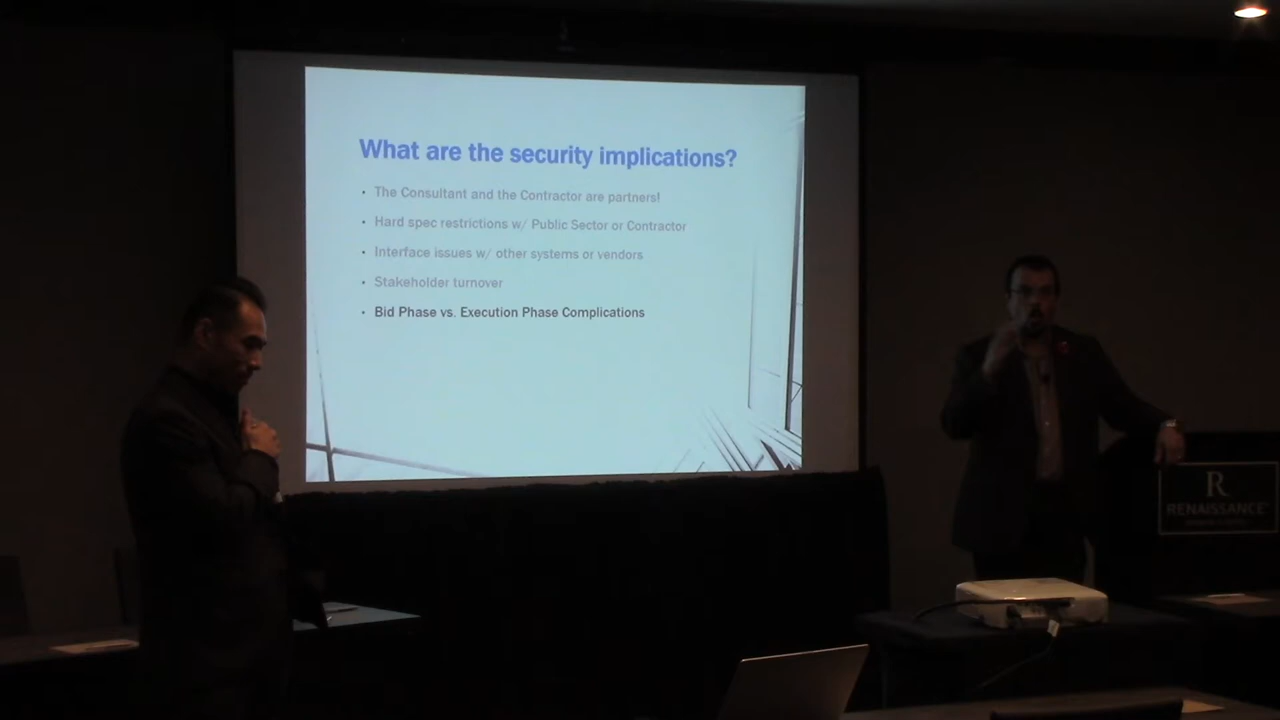 What are the security implications?
• The Consultant and the Contractor are partners!
• Hard spec restrictions w/ Public Sector or Contractor
• Interface issues w/ other systems or vendors
• Stakeholder turnover
• Bid Phase vs. Execution Phase Complications
R
RENAISSANCE